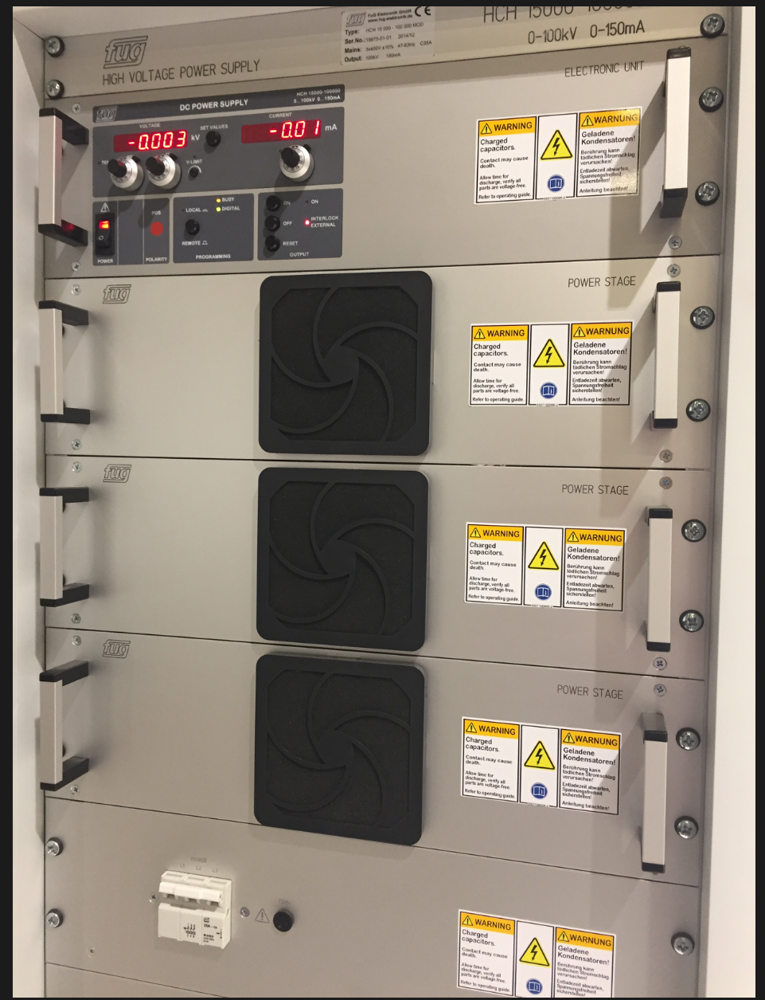 fug
HIGH VOLTAGE POWER SUPPLY
FuG Elektronik GmbH
www.fug-elektronik.de
CE
Type: HCH 15 000 - 100 000 MOD
Mains: 3x400V ±10% 47-63Hz
Output: 100kV 150mA
HCH 15000
0-100kV 0-150mA
ELECTRONIC UNIT
fug
DC POWER SUPPLY
HCH 15000-100000
0...100kV 0...150mA
VOLTAGE
-0.003 kV
SET VALUES
CURRENT
-0.01 mA
V-LIMIT
POWER
POS
POLARITY
LOCAL
REMOTE
BUSY
DIGITAL
PROGRAMMING
ON
ON
OFF
INTERLOCK
EXTERNAL
RESET
OUTPUT
WARNING
Charged
capacitors.
Contact may cause
death.
Allow time for
discharge, verify all
parts are voltage-free.
Refer to operating guide.
WARNUNG
Geladene
Kondensatoren!
Berührung kann
tödlichen Stromschlag
verursachen!
Entladezeit abwarten,
Spannungsfreiheit
sicherstellen!
Anleitung beachten!
fug
POWER STAGE
WARNING
Charged
capacitors.
Contact may cause
death.
Allow time for
discharge, verify all
parts are voltage-free.
Refer to operating guide.
WARNUNG
Geladene
Kondensatoren!
Berührung kann
tödlichen Stromschlag
verursachen!
Entladezeit abwarten,
Spannungsfreiheit
sicherstellen!
Anleitung beachten!
fug
POWER STAGE
WARNING
Charged
capacitors.
Contact may cause
death.
Allow time for
discharge, verify all
parts are voltage-free.
Refer to operating guide.
WARNUNG
Geladene
Kondensatoren!
Berührung kann
tödlichen Stromschlag
verursachen!
Entladezeit abwarten,
Spannungsfreiheit
sicherstellen!
Anleitung beachten!
fug
POWER STAGE
WARNING
Charged
capacitors.
Contact may cause
death.
Allow time for
discharge, verify all
parts are voltage-free.
Refer to operating guide.
WARNUNG
Geladene
Kondensatoren!
Berührung kann
tödlichen Stromschlag
verursachen!
Entladezeit abwarten,
Spannungsfreiheit
sicherstellen!
Anleitung beachten!
POWER
WARNING
Charged
capacitors.
Contact may cause
death.
Allow time for
discharge, verify all
parts are voltage-free.
Refer to operating guide.
WARNUNG
Geladene
Kondensatoren!
Berührung kann
tödlichen Stromschlag
verursachen!
Entladezeit abwarten,
Spannungsfreiheit